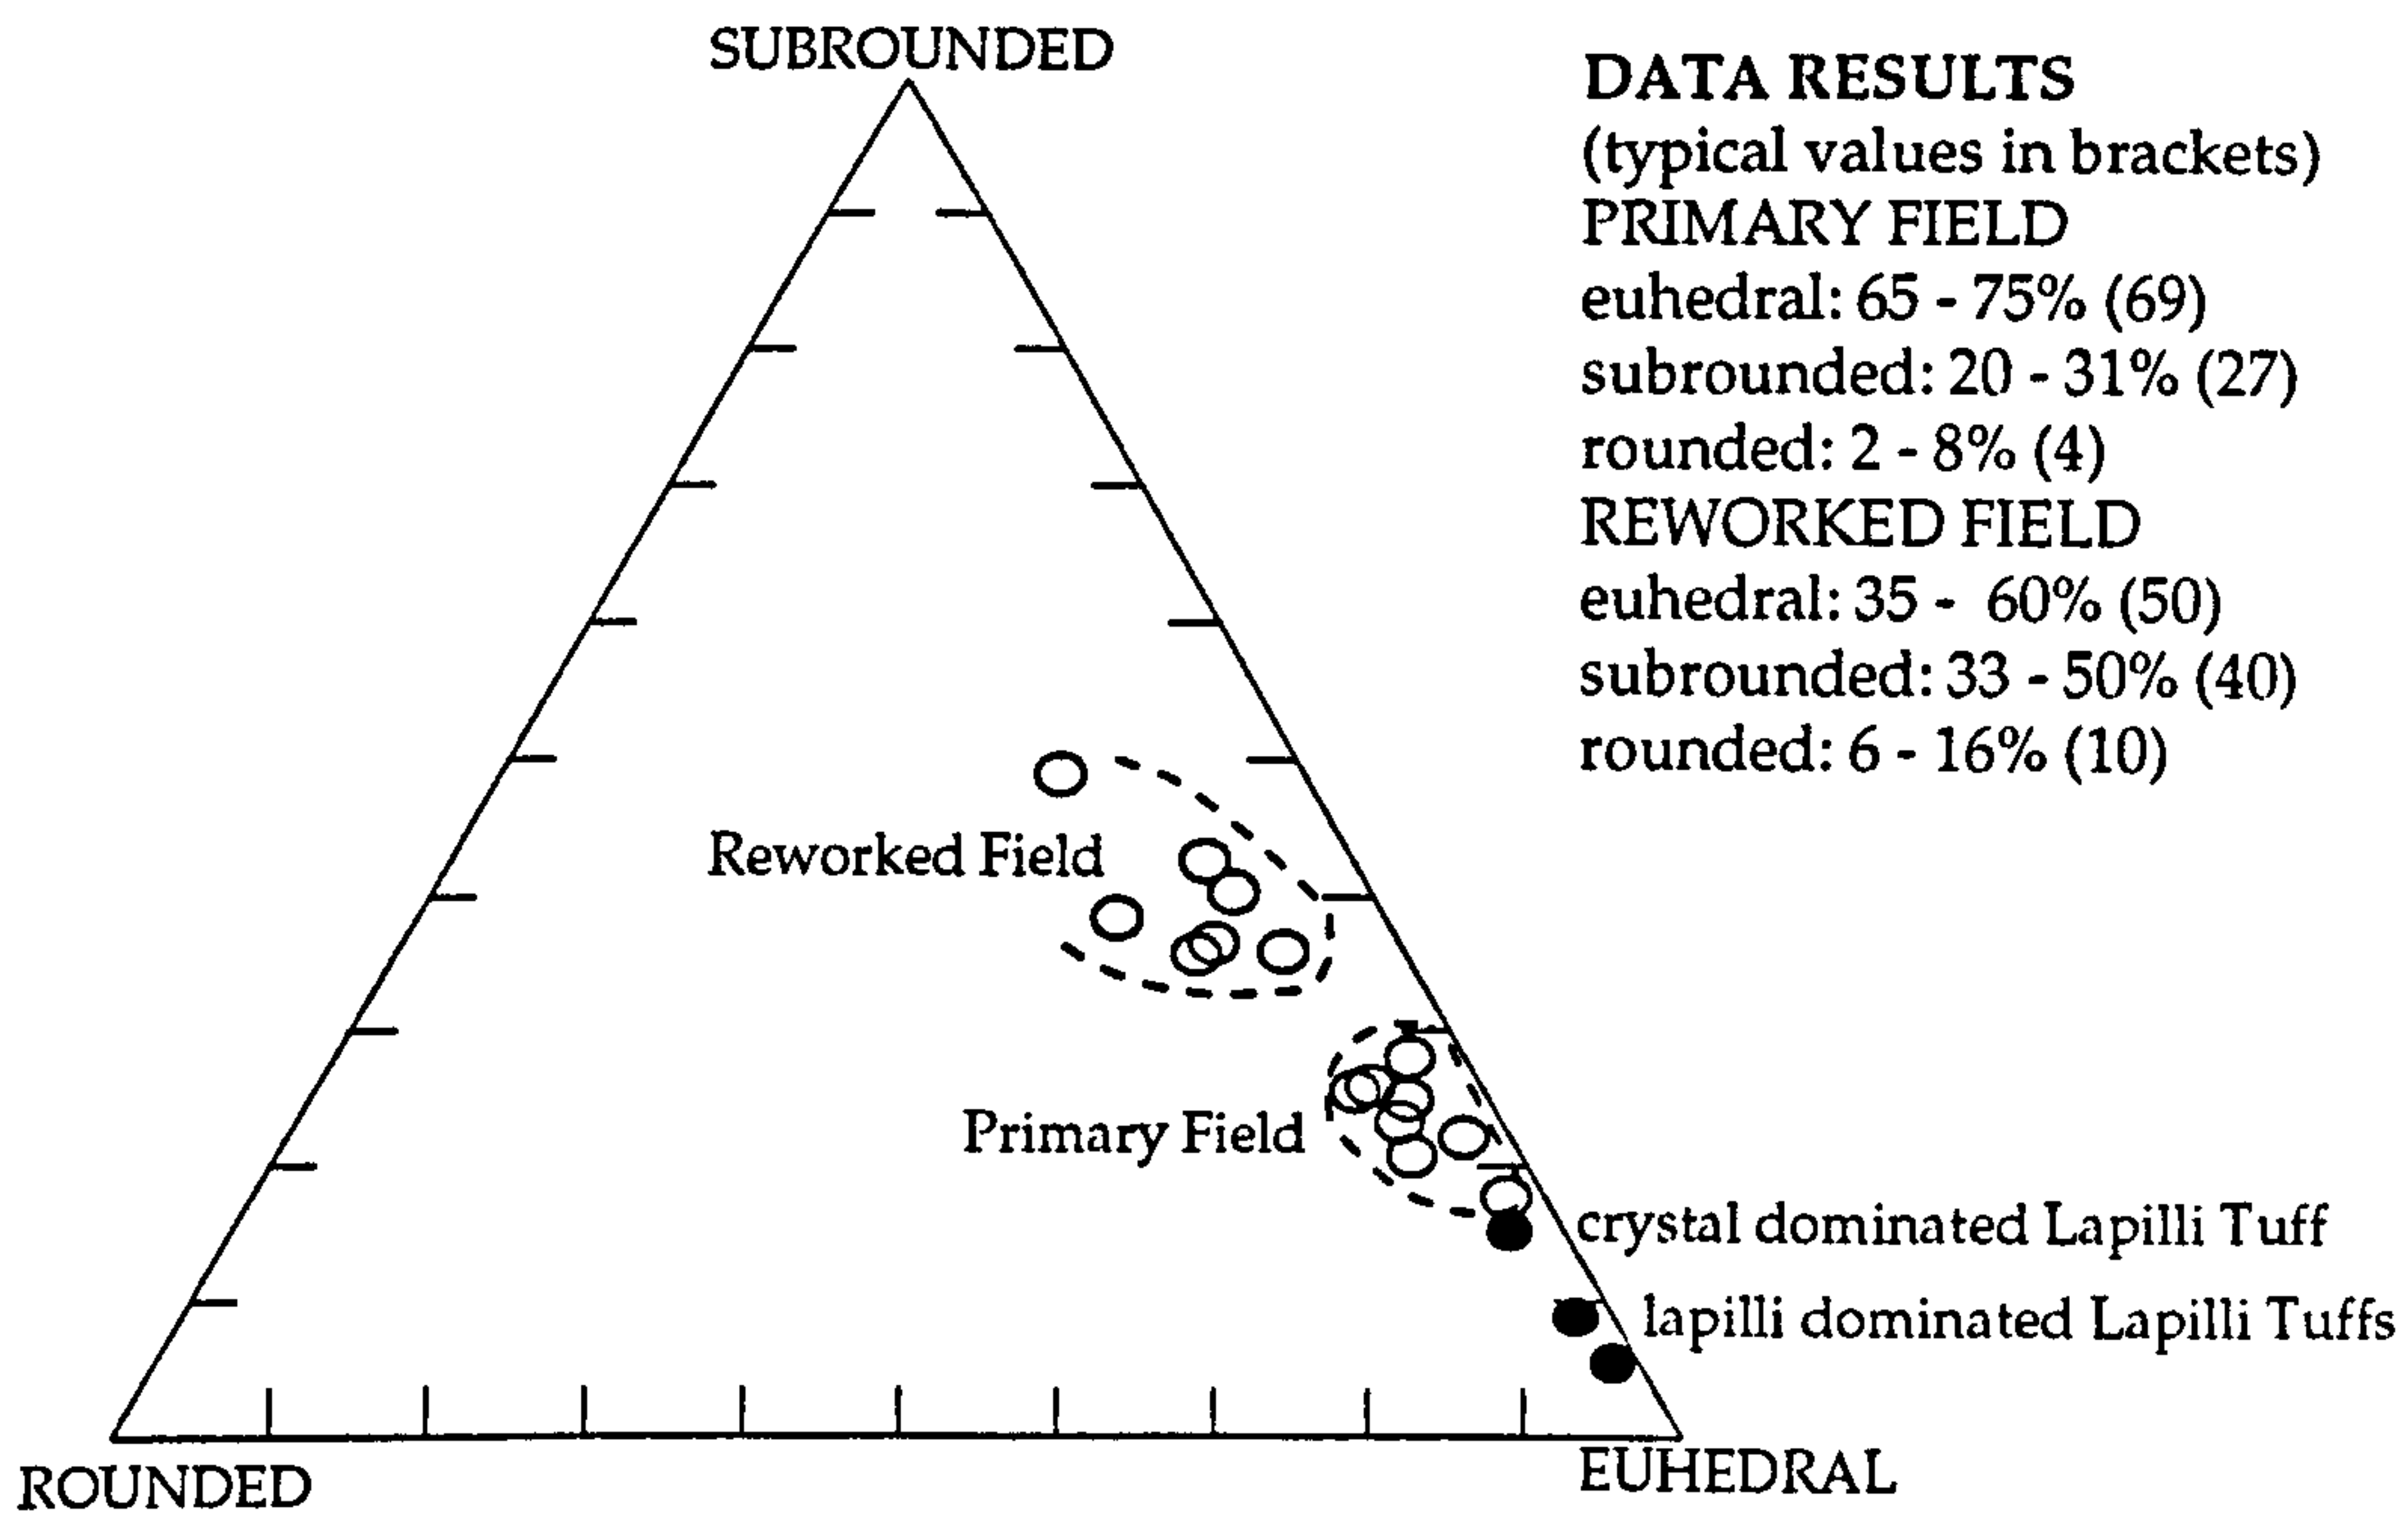 SUBROUNDED
DATA RESULTS
(typical values in brackets)
PRIMARY FIELD
euhedral: 65 - 75% (69)
subrounded: 20 - 31% (27)
rounded: 2 - 8% (4)
REWORKED FIELD
euhedral: 35 - 60% (50)
subrounded: 33 - 50% (40)
rounded: 6 - 16% (10)
Reworked Field
Primary Field
crystal dominated Lapilli Tuff
lapilli dominated Lapilli Tuffs
ROUNDED
EUHEDRAL